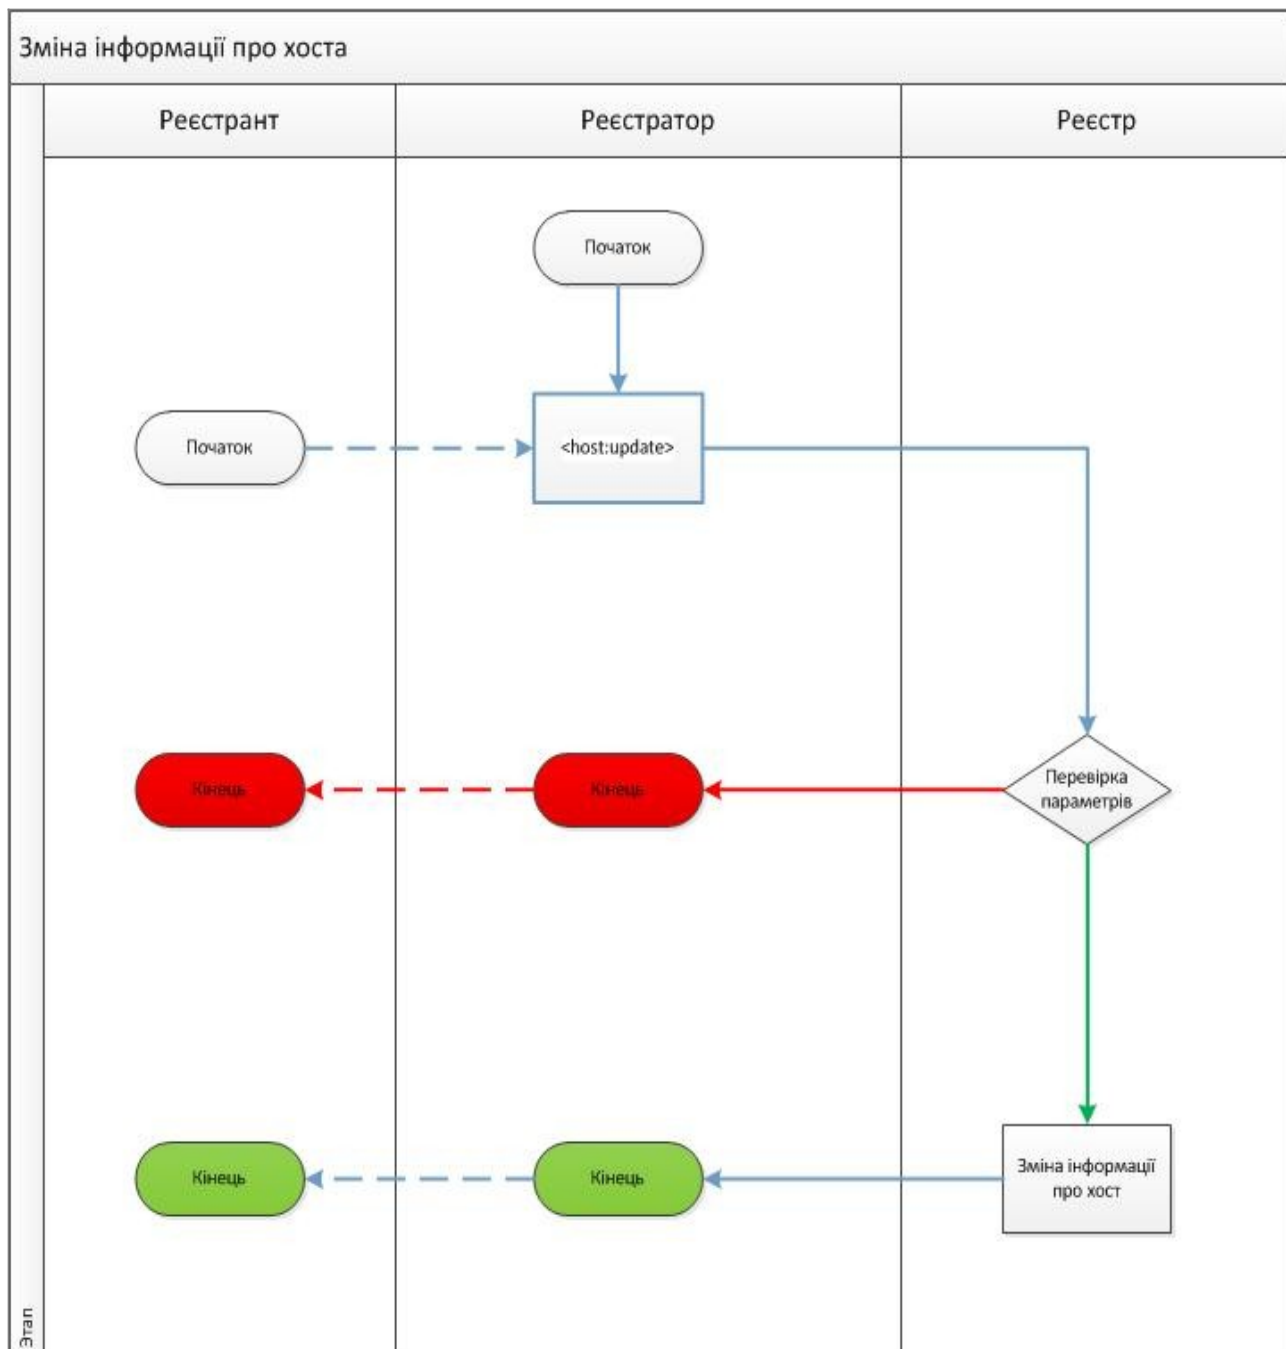 Зміна інформації про хоста
Реєстрант
Реєстратор
Реєстр
Початок
Початок
<host:update>
Перевірка
параметрів
Кінець
Кінець
Кінець
Кінець
Зміна інформації
про хост
Этап